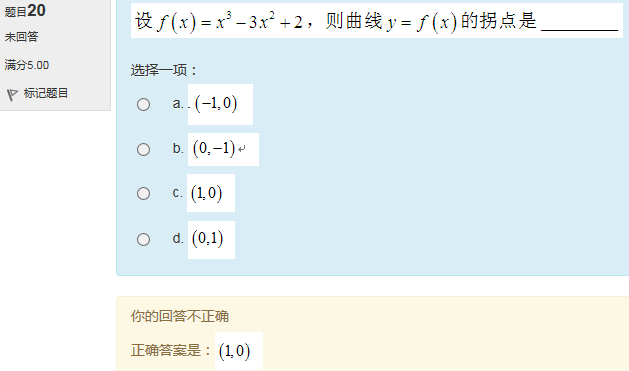 题目20
未回答
满分5.00
标记题目
设 f(x) = x³ − 3x² + 2，则曲线 y = f(x) 的拐点是 ________
选择一项：
a. . (−1,0)
b. (0,−1)↵
c. (1,0)
d. (0,1)
你的回答不正确
正确答案是： (1,0)